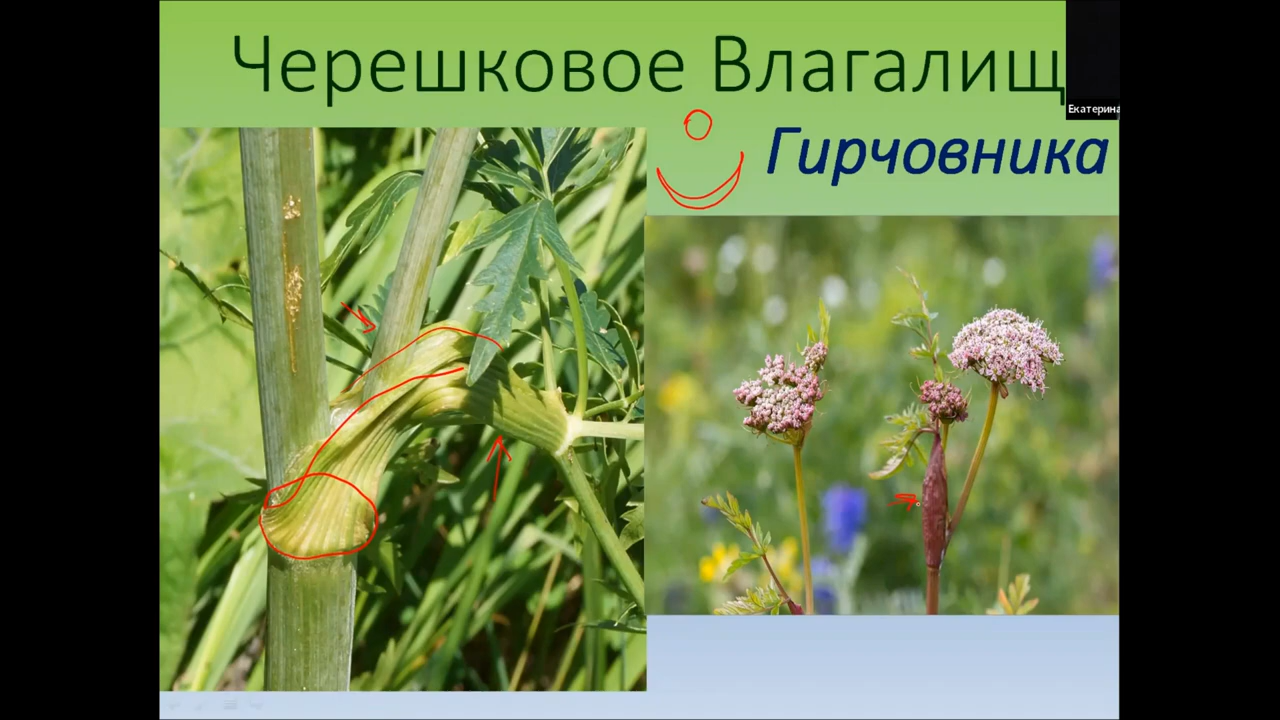 Черешковое Влагалищ
Екатерина
Гирчовника